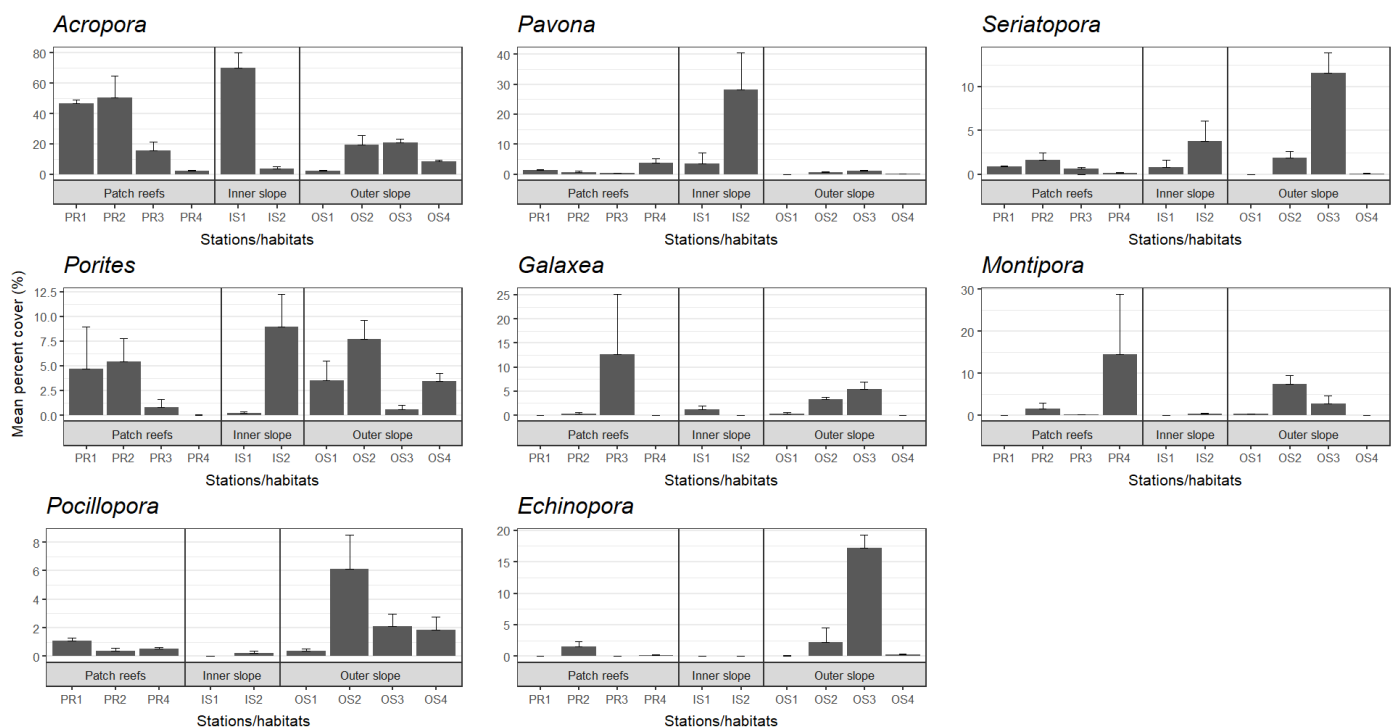 Acropora
Pavona
Seriatopora
80
60
40
20
0
Patch reefs Inner slope Outer slope
PR1 PR2 PR3 PR4 IS1 IS2 OS1 OS2 OS3 OS4
Stations/habitats
40
30
20
10
0
Patch reefs Inner slope Outer slope
PR1 PR2 PR3 PR4 IS1 IS2 OS1 OS2 OS3 OS4
Stations/habitats
10
5
0
Patch reefs Inner slope Outer slope
PR1 PR2 PR3 PR4 IS1 IS2 OS1 OS2 OS3 OS4
Stations/habitats
Mean percent cover (%)
Porites
Galaxea
Montipora
12.5
10.0
7.5
5.0
2.5
0.0
Patch reefs Inner slope Outer slope
PR1 PR2 PR3 PR4 IS1 IS2 OS1 OS2 OS3 OS4
Stations/habitats
25
20
15
10
5
0
Patch reefs Inner slope Outer slope
PR1 PR2 PR3 PR4 IS1 IS2 OS1 OS2 OS3 OS4
Stations/habitats
30
20
10
0
Patch reefs Inner slope Outer slope
PR1 PR2 PR3 PR4 IS1 IS2 OS1 OS2 OS3 OS4
Stations/habitats
Pocillopora
Echinopora
8
6
4
2
0
Patch reefs Inner slope Outer slope
PR1 PR2 PR4 IS1 IS2 OS1 OS2 OS3 OS4
Stations/habitats
20
15
10
5
0
Patch reefs Inner slope Outer slope
PR1 PR2 PR3 PR4 IS1 IS2 OS1 OS2 OS3 OS4
Stations/habitats